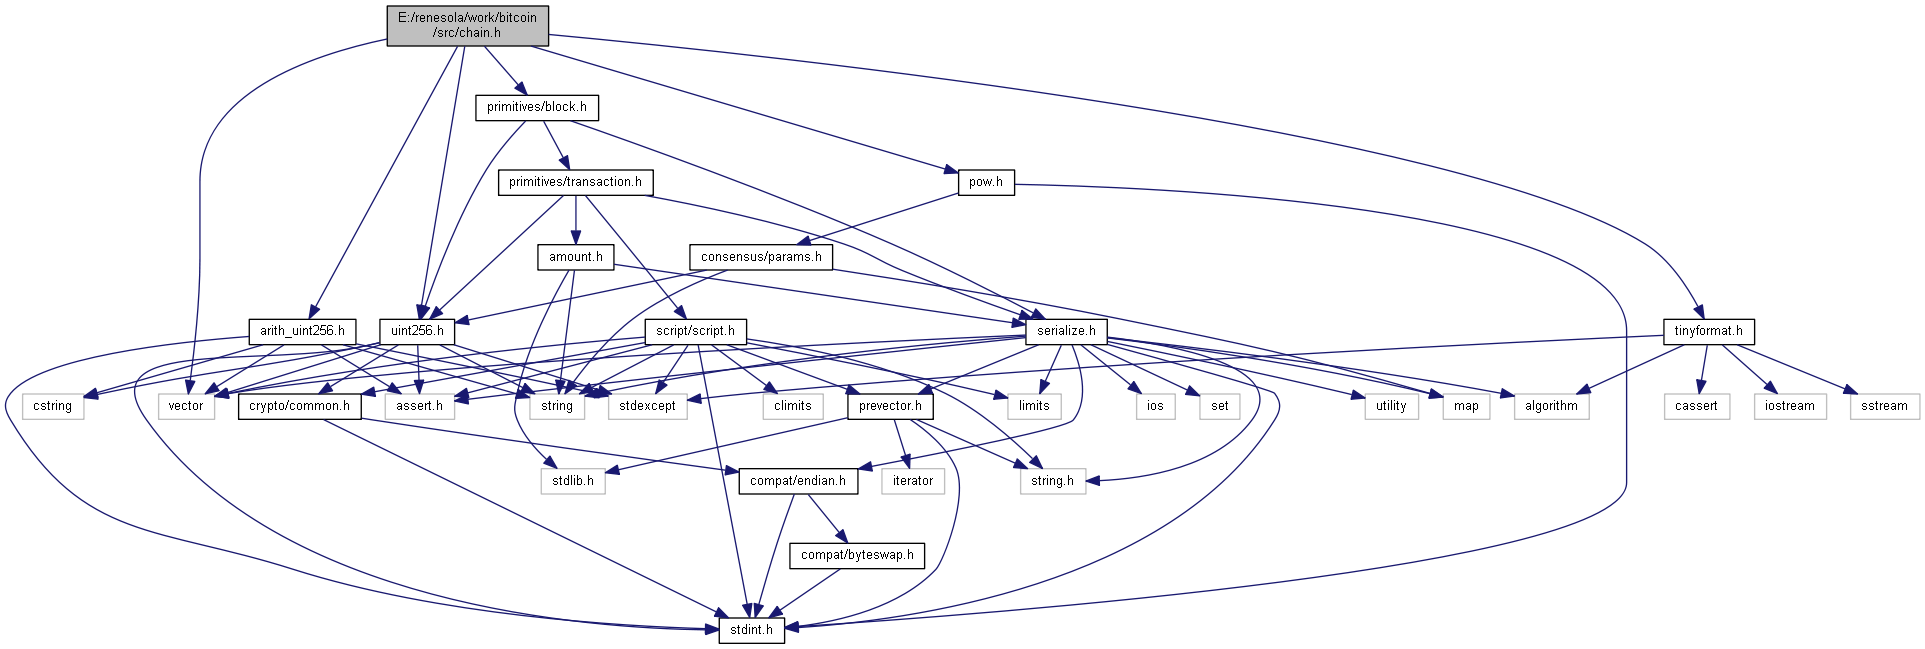 E:/renesola/work/bitcoin
/src/chain.h
primitives/block.h
primitives/transaction.h
pow.h
amount.h
consensus/params.h
arith_uint256.h
uint256.h
script/script.h
serialize.h
tinyformat.h
cstring
vector
crypto/common.h
assert.h
string
stdexcept
climits
prevector.h
limits
ios
set
utility
map
algorithm
cassert
iostream
sstream
stdlib.h
compat/endian.h
iterator
string.h
compat/byteswap.h
stdint.h